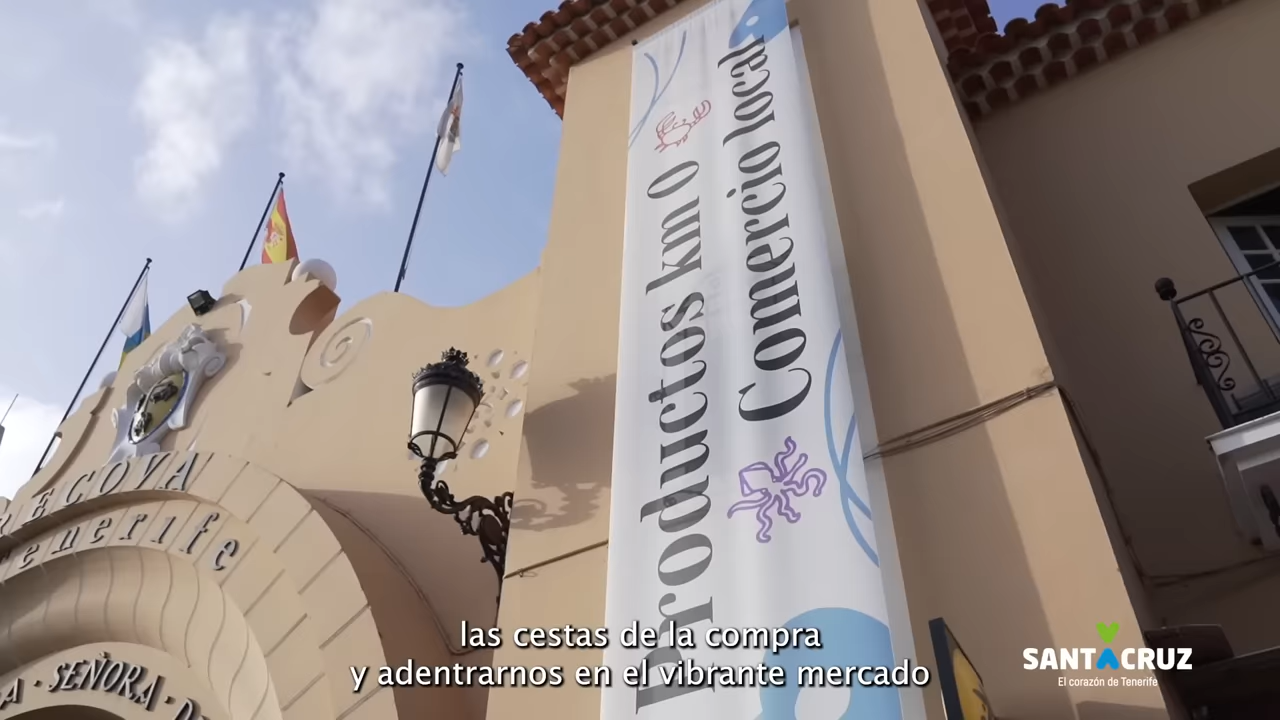 Productos km 0
Comercio local
RECOVA
Tenerife
SEÑORA
las cestas de la compra
y adentrarnos en el vibrante mercado
SANTACRUZ
El corazón de Tenerife